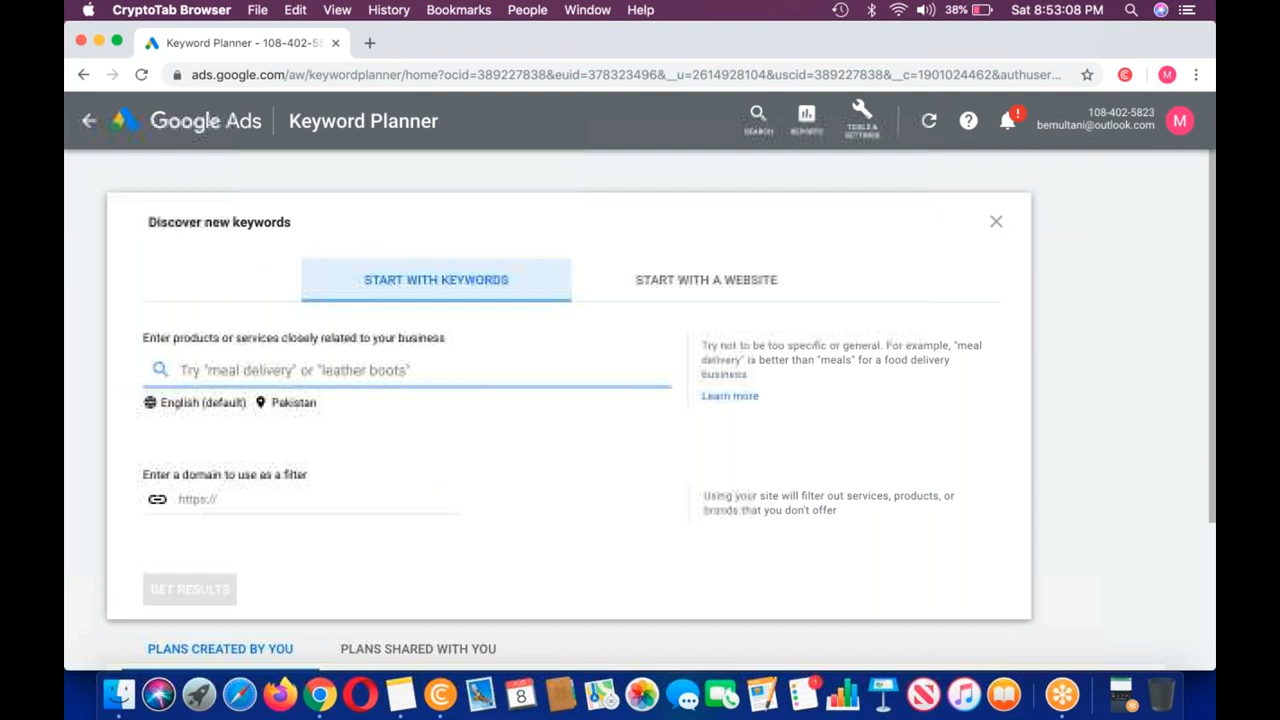 CryptoTab Browser File Edit View History Bookmarks People Window Help 38% Sat 8:53:08 PM
Keyword Planner - 108-402-58
ads.google.com/aw/keywordplanner/home?ocid=389227838&euid=378323496&__u=2614928104&uscid=389227838&__c=1901024462&authuser... M
Google Ads Keyword Planner SEARCH REPORTS TOOLS & SETTINGS ! 108-402-5823 bemultani@outlook.com M
Discover new keywords
START WITH KEYWORDS START WITH A WEBSITE
Enter products or services closely related to your business
Try "meal delivery" or "leather boots"
English (default) Pakistan
Try not to be too specific or general. For example, "meal
delivery" is better than "meals" for a food delivery
business
Learn more
Enter a domain to use as a filter
https://
Using your site will filter out services, products, or
brands that you don't offer
GET RESULTS
PLANS CREATED BY YOU PLANS SHARED WITH YOU
8
1